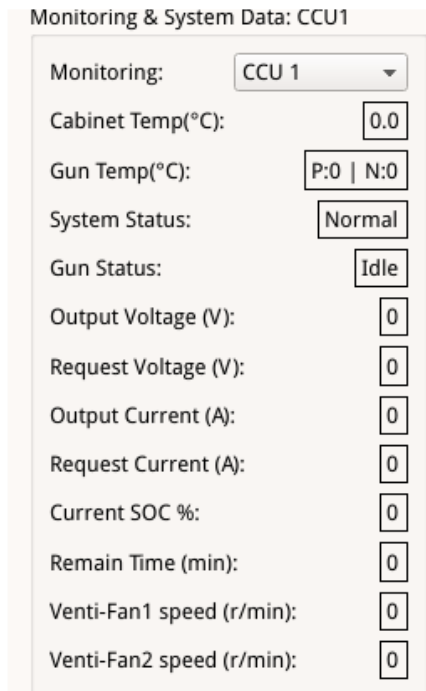 Monitoring & System Data: CCU1
Monitoring: CCU 1
Cabinet Temp(°C): 0.0
Gun Temp(°C): P:0 | N:0
System Status: Normal
Gun Status: Idle
Output Voltage (V): 0
Request Voltage (V): 0
Output Current (A): 0
Request Current (A): 0
Current SOC %: 0
Remain Time (min): 0
Venti-Fan1 speed (r/min): 0
Venti-Fan2 speed (r/min): 0